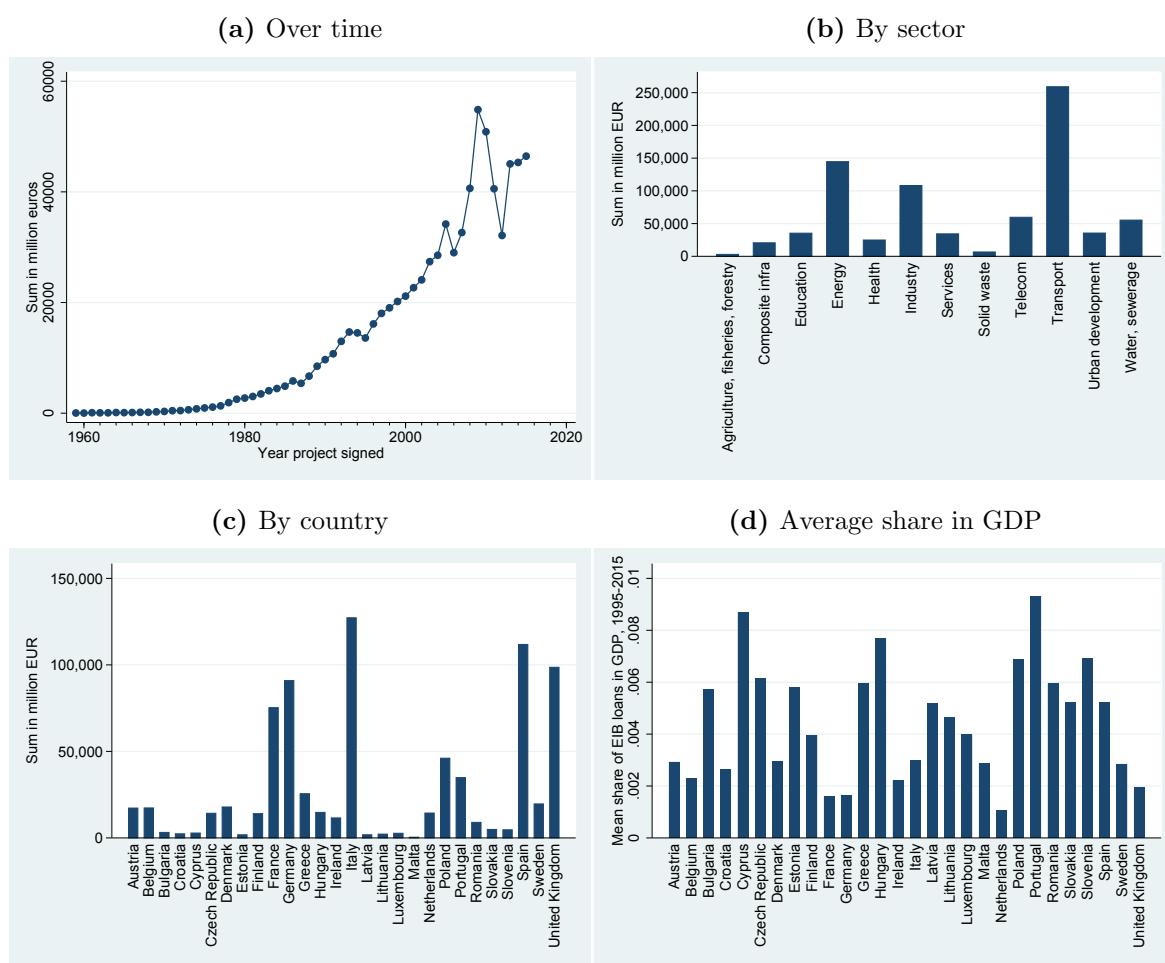 (a) Over time
Sum in million euros
60000
40000
20000
0
1960
1980
2000
2020
Year project signed
(b) By sector
Sum in million EUR
250,000
200,000
150,000
100,000
50,000
0
Agriculture, fisheries, forestry
Composite infra
Education
Energy
Health
Industry
Services
Solid waste
Telecom
Transport
Urban development
Water, sewerage
(c) By country
Sum in million EUR
150,000
100,000
50,000
0
Austria
Belgium
Bulgaria
Croatia
Cyprus
Czech Republic
Denmark
Estonia
Finland
France
Germany
Greece
Hungary
Ireland
Italy
Latvia
Lithuania
Luxembourg
Malta
Netherlands
Poland
Portugal
Romania
Slovakia
Slovenia
Spain
Sweden
United Kingdom
(d) Average share in GDP
Mean share of EIB loans in GDP, 1995-2015
.01
.008
.006
.004
.002
0
Austria
Belgium
Bulgaria
Croatia
Cyprus
Czech Republic
Denmark
Estonia
Finland
France
Germany
Greece
Hungary
Ireland
Italy
Latvia
Lithuania
Luxembourg
Malta
Netherlands
Poland
Portugal
Romania
Slovakia
Slovenia
Spain
Sweden
United Kingdom